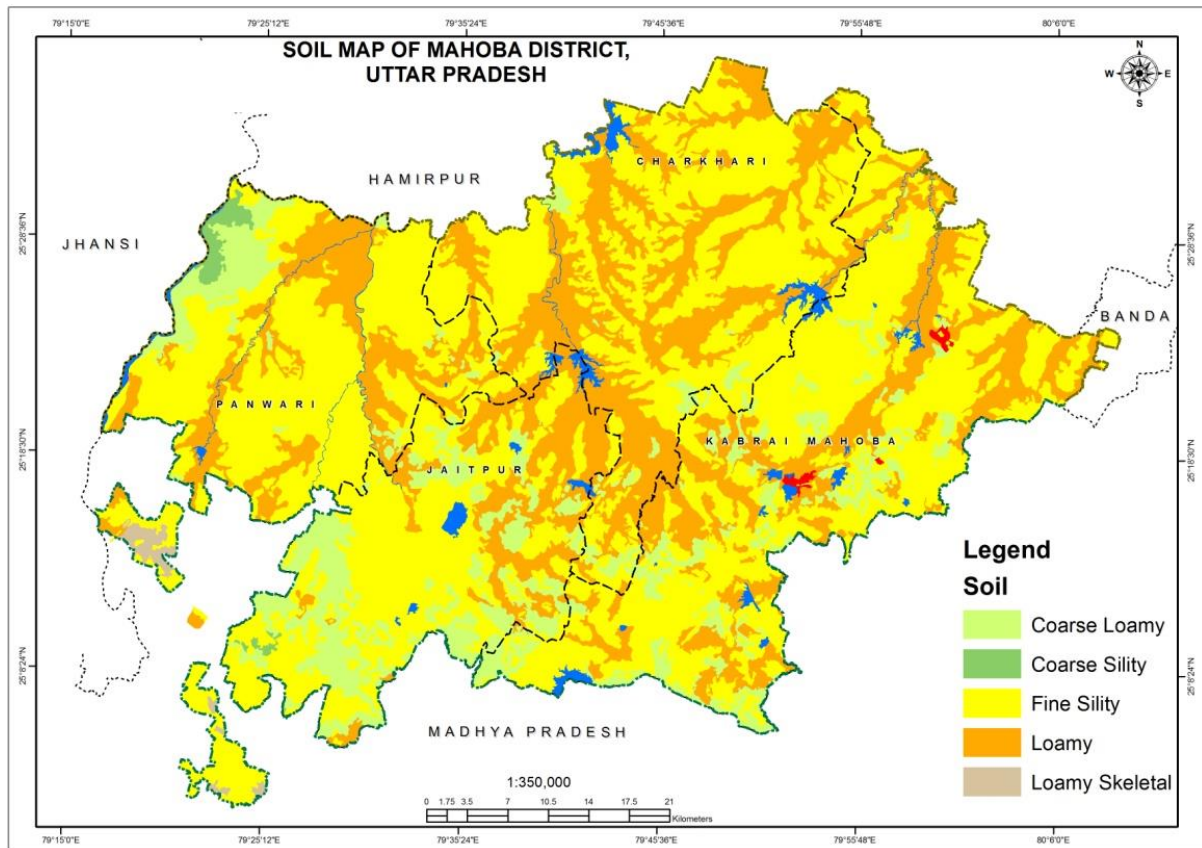 79°15'0"E 79°25'12"E 79°35'24"E 79°45'36"E 79°55'48"E 80°6'0"E
SOIL MAP OF MAHOBA DISTRICT,
UTTAR PRADESH
N
W E
S
CHARKHARI
HAMIRPUR
25°28'36"N
JHANSI
25°28'36"N
BANDA
PANWARI
KABRAI MAHOBA
25°18'30"N
JAITPUR
25°18'30"N
Legend
Soil
Coarse Loamy
Coarse Sility
Fine Sility
Loamy
Loamy Skeletal
25°8'24"N
25°8'24"N
MADHYA PRADESH
1:350,000
0 1.75 3.5 7 10.5 14 17.5 21
Kilometers
79°15'0"E 79°25'12"E 79°35'24"E 79°45'36"E 79°55'48"E 80°6'0"E